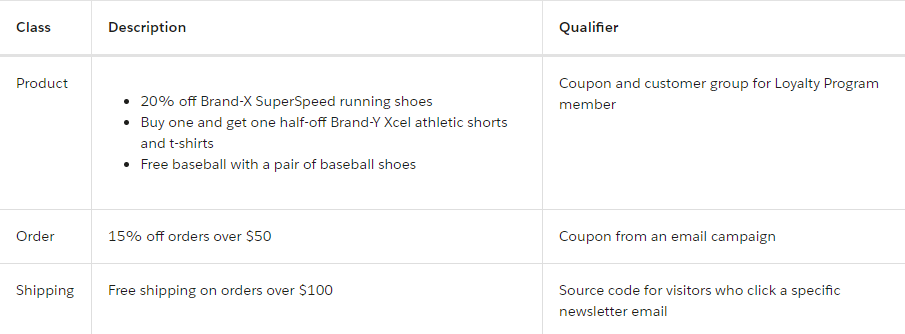 Class Description Qualifier
Product
20% off Brand-X SuperSpeed running shoes
Buy one and get one half-off Brand-Y Xcel athletic shorts
and t-shirts
Free baseball with a pair of baseball shoes
Coupon and customer group for Loyalty Program
member
Order 15% off orders over $50 Coupon from an email campaign
Shipping Free shipping on orders over $100 Source code for visitors who click a specific
newsletter email